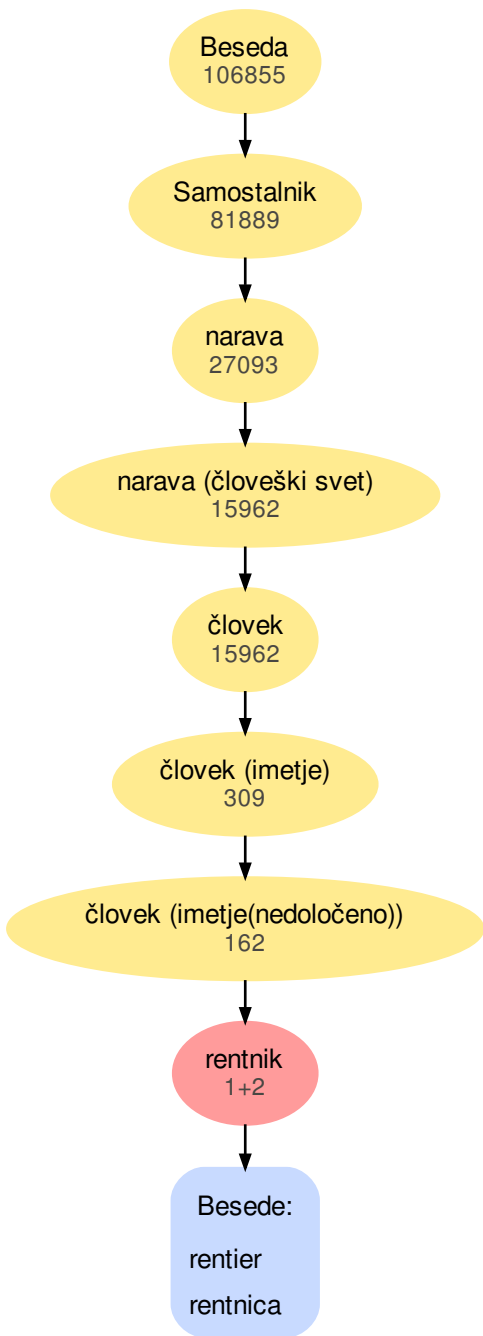 Beseda
106855
Samostalnik
81889
narava
27093
narava (človeški svet)
15962
človek
15962
človek (imetje)
309
človek (imetje(nedoločeno))
162
rentnik
1+2
Besede:
rentier
rentnica